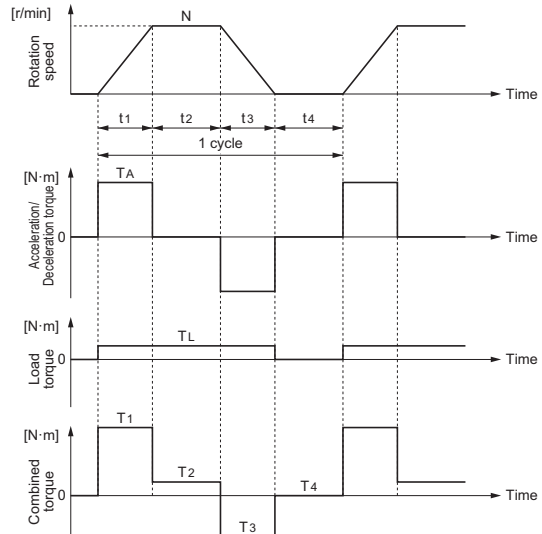 [r/min]
N
Rotation
speed
Time
t1 t2 t3 t4
1 cycle
[N·m]
TA
Acceleration/
Deceleration torque
0
Time
[N·m]
TL
Load
torque
0
Time
[N·m]
T1
T2
T4
Combined
torque
0
Time
T3